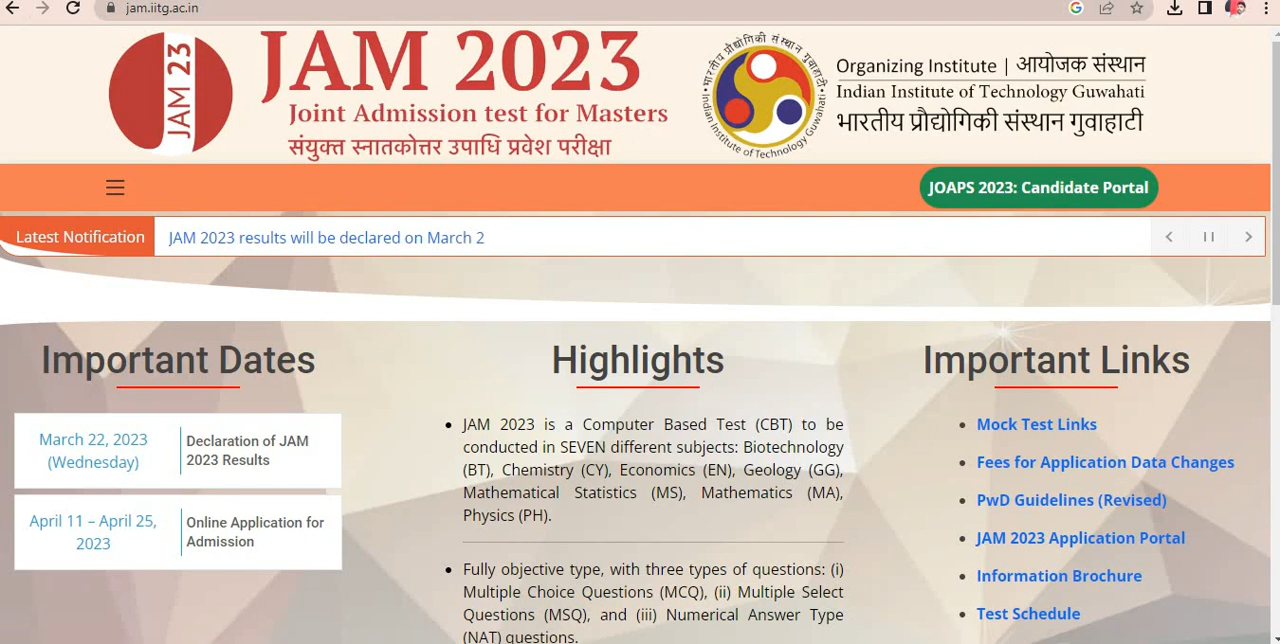 jam.iitg.ac.in
JAM 23
JAM 2023
Joint Admission test for Masters
संयुक्त स्नातकोत्तर उपाधि प्रवेश परीक्षा
भारतीय प्रौद्योगिकी संस्थान गुवाहाटी
Indian Institute of Technology Guwahati
Organizing Institute | आयोजक संस्थान
Indian Institute of Technology Guwahati
भारतीय प्रौद्योगिकी संस्थान गुवाहाटी
JOAPS 2023: Candidate Portal
Latest Notification
JAM 2023 results will be declared on March 2
Important Dates
March 22, 2023
(Wednesday)
Declaration of JAM
2023 Results
April 11 – April 25,
2023
Online Application for
Admission
Highlights
• JAM 2023 is a Computer Based Test (CBT) to be
conducted in SEVEN different subjects: Biotechnology
(BT), Chemistry (CY), Economics (EN), Geology (GG),
Mathematical Statistics (MS), Mathematics (MA),
Physics (PH).
• Fully objective type, with three types of questions: (i)
Multiple Choice Questions (MCQ), (ii) Multiple Select
Questions (MSQ), and (iii) Numerical Answer Type
(NAT) questions.
Important Links
• Mock Test Links
• Fees for Application Data Changes
• PwD Guidelines (Revised)
• JAM 2023 Application Portal
• Information Brochure
• Test Schedule